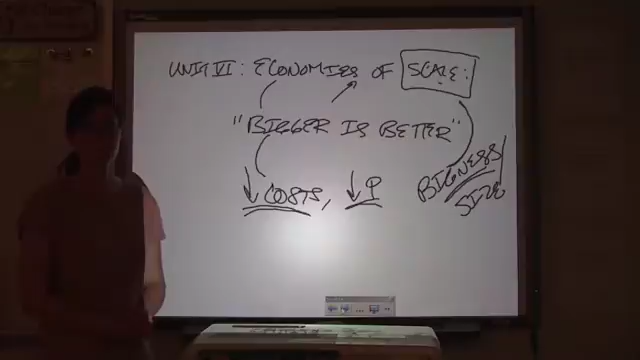 UNIT VI: ECONOMIES OF SCALE:
"BIGGER IS BETTER"
↓ COSTS, ↓ P
BIGNESS/
SIZE